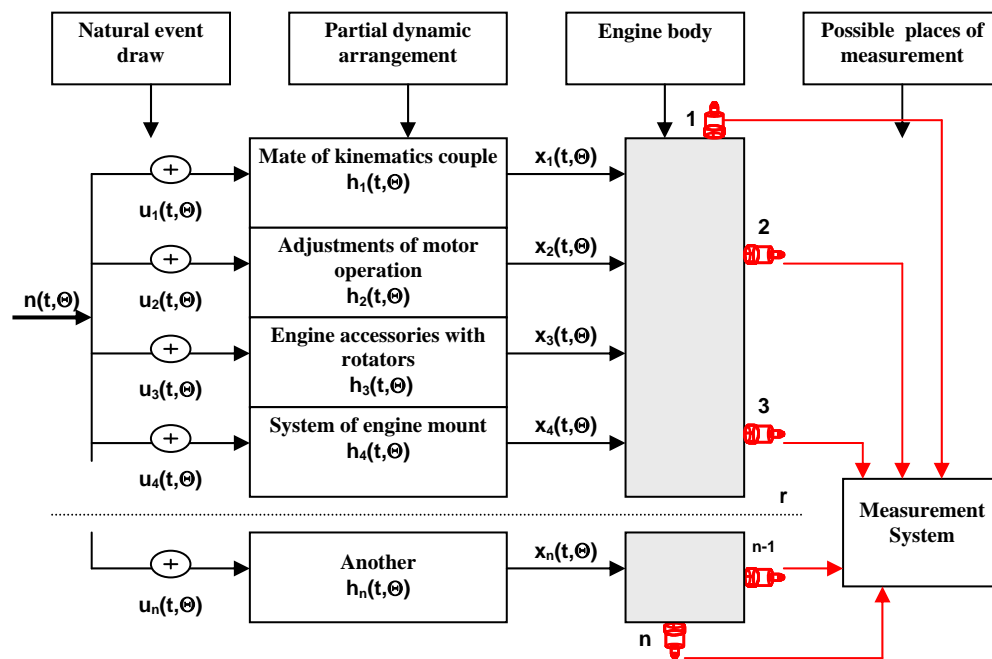 Natural event
draw
Partial dynamic
arrangement
Engine body
Possible places of
measurement
1
Mate of kinematics couple
h₁(t,Θ)
x₁(t,Θ)
u₁(t,Θ)
2
Adjustments of motor
operation
h₂(t,Θ)
x₂(t,Θ)
n(t,Θ)
u₂(t,Θ)
Engine accessories with
rotators
h₃(t,Θ)
x₃(t,Θ)
u₃(t,Θ)
3
System of engine mount
h₄(t,Θ)
x₄(t,Θ)
u₄(t,Θ)
r
Measurement
System
Another
hₙ(t,Θ)
xₙ(t,Θ)
n-1
uₙ(t,Θ)
n